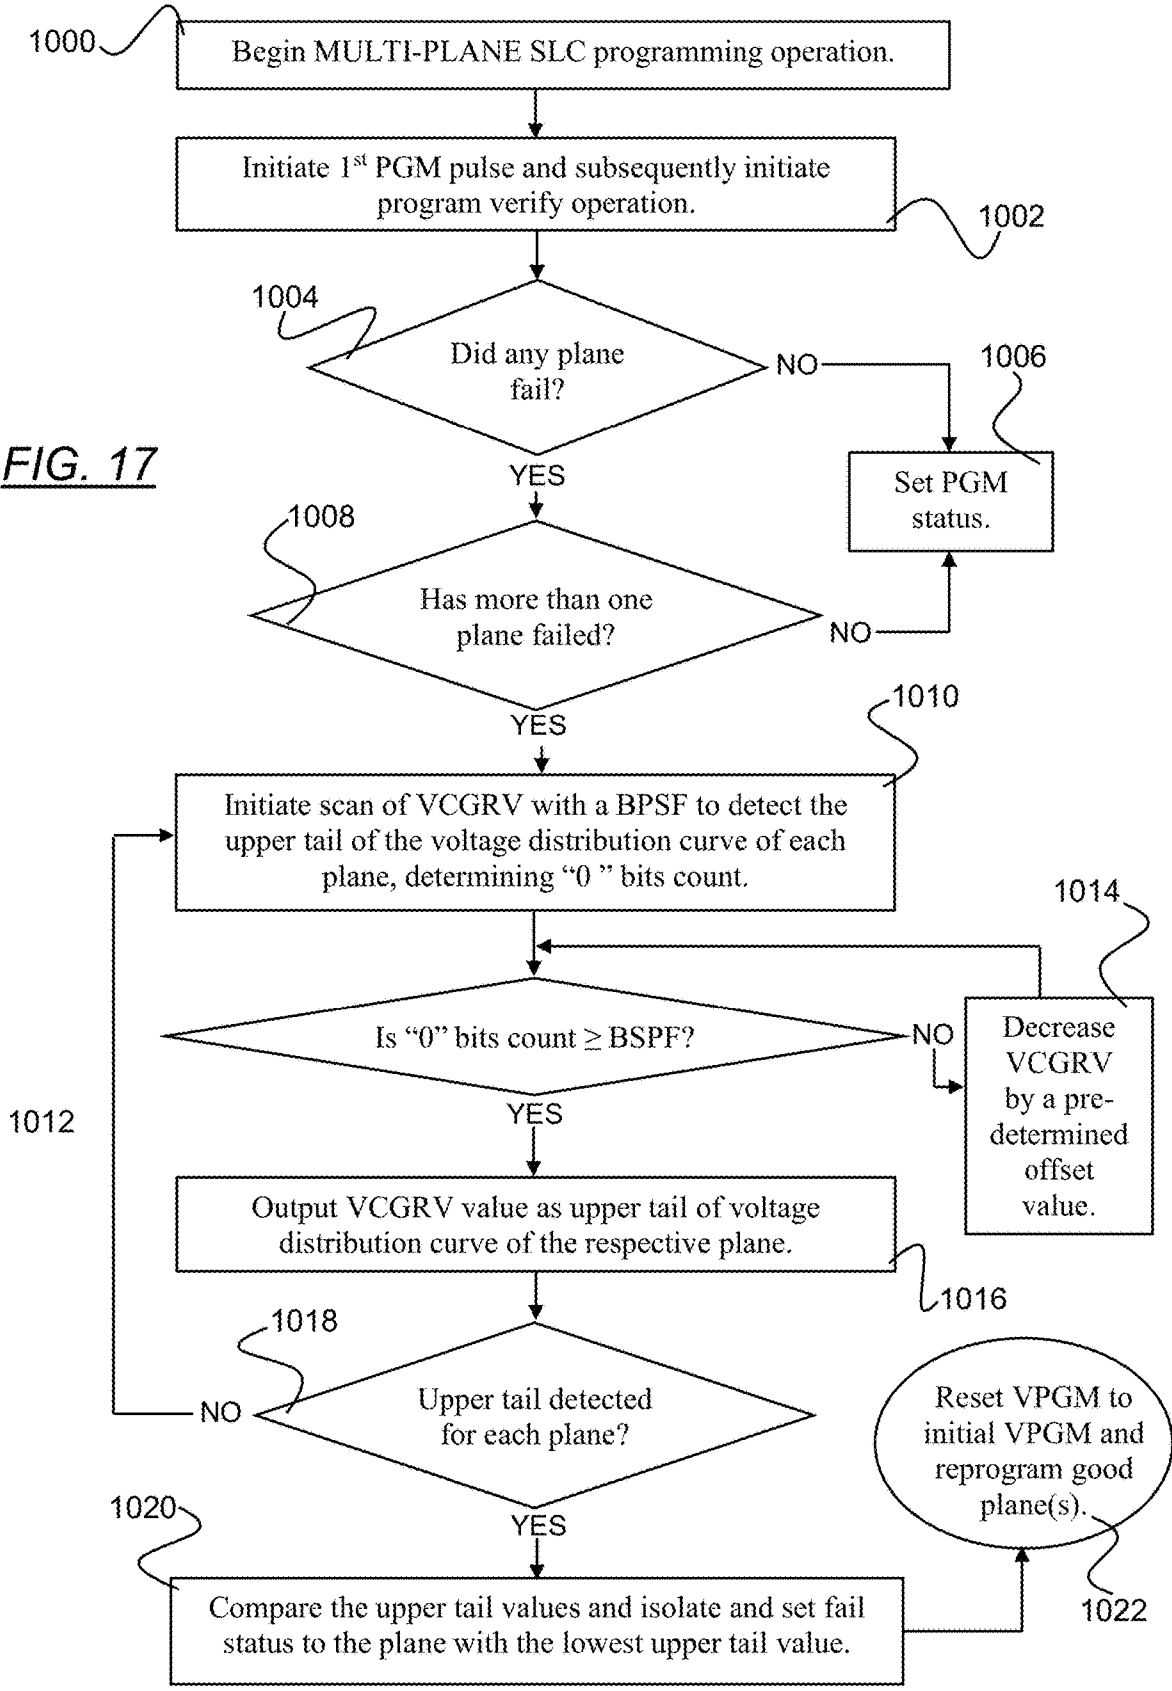 1000
Begin MULTI-PLANE SLC programming operation.
Initiate 1st PGM pulse and subsequently initiate
program verify operation.
1002
1004
Did any plane
fail?
NO
1006
FIG. 17
YES
Set PGM
status.
1008
Has more than one
plane failed?
NO
YES
1010
Initiate scan of VCGRV with a BPSF to detect the
upper tail of the voltage distribution curve of each
plane, determining “0 ” bits count.
1014
Is “0” bits count ≥ BSPF?
NO
Decrease
VCGRV
by a pre-
determined
offset
value.
1012
YES
Output VCGRV value as upper tail of voltage
distribution curve of the respective plane.
1016
1018
Upper tail detected
for each plane?
NO
Reset VPGM to
initial VPGM and
reprogram good
plane(s).
1020
YES
1022
Compare the upper tail values and isolate and set fail
status to the plane with the lowest upper tail value.